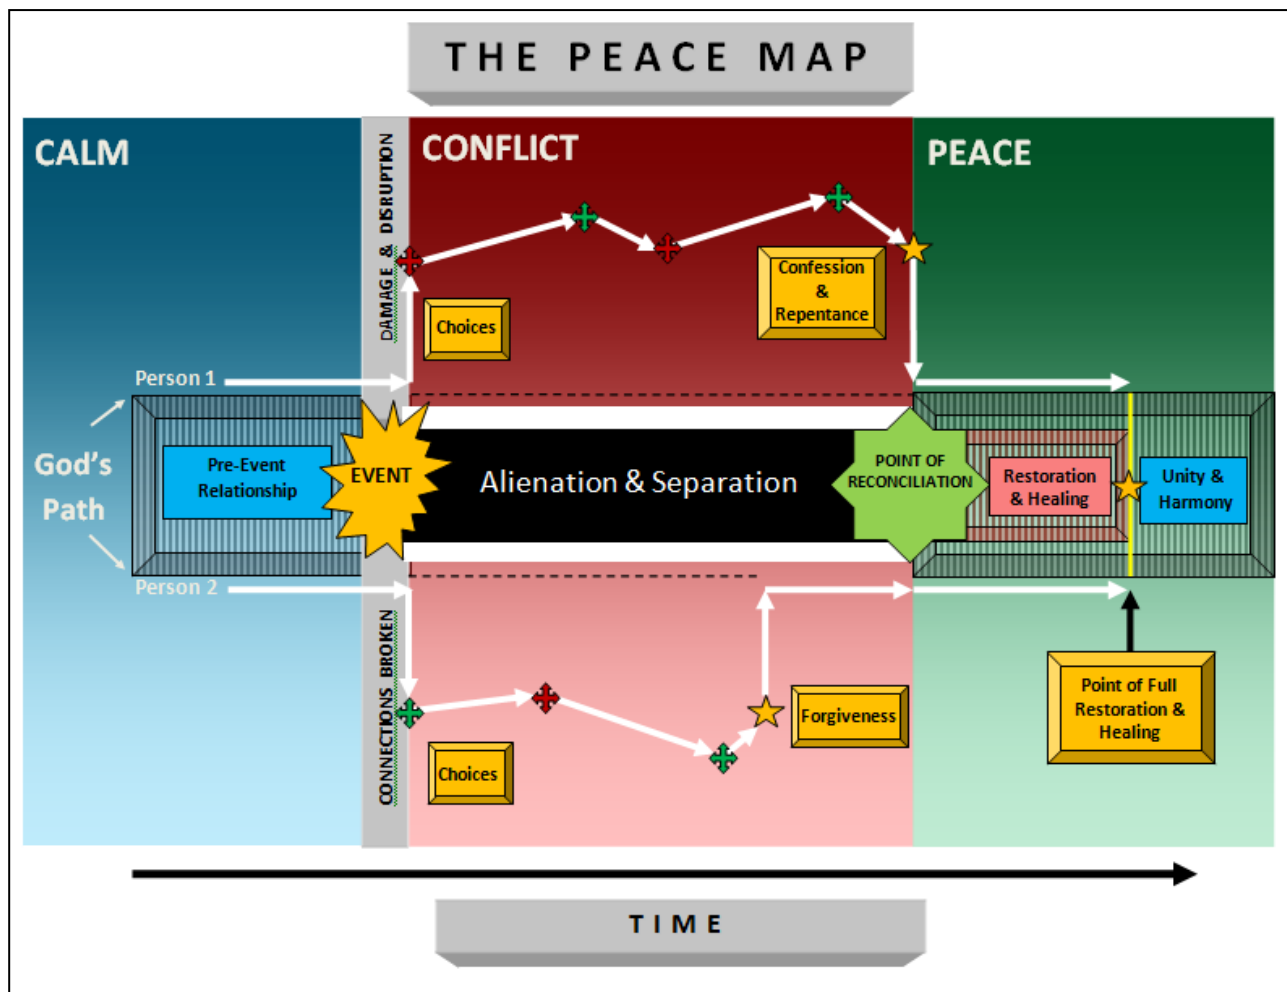 THE PEACE MAP
CALM
CONFLICT
PEACE
DAMAGE & DISRUPTION
Choices
Confession
&
Repentance
Person 1
God's
Path
Pre-Event
Relationship
EVENT
Alienation & Separation
POINT OF
RECONCILIATION
Restoration
& Healing
Unity &
Harmony
Person 2
CONNECTIONS BROKEN
Choices
Forgiveness
Point of Full
Restoration &
Healing
TIME